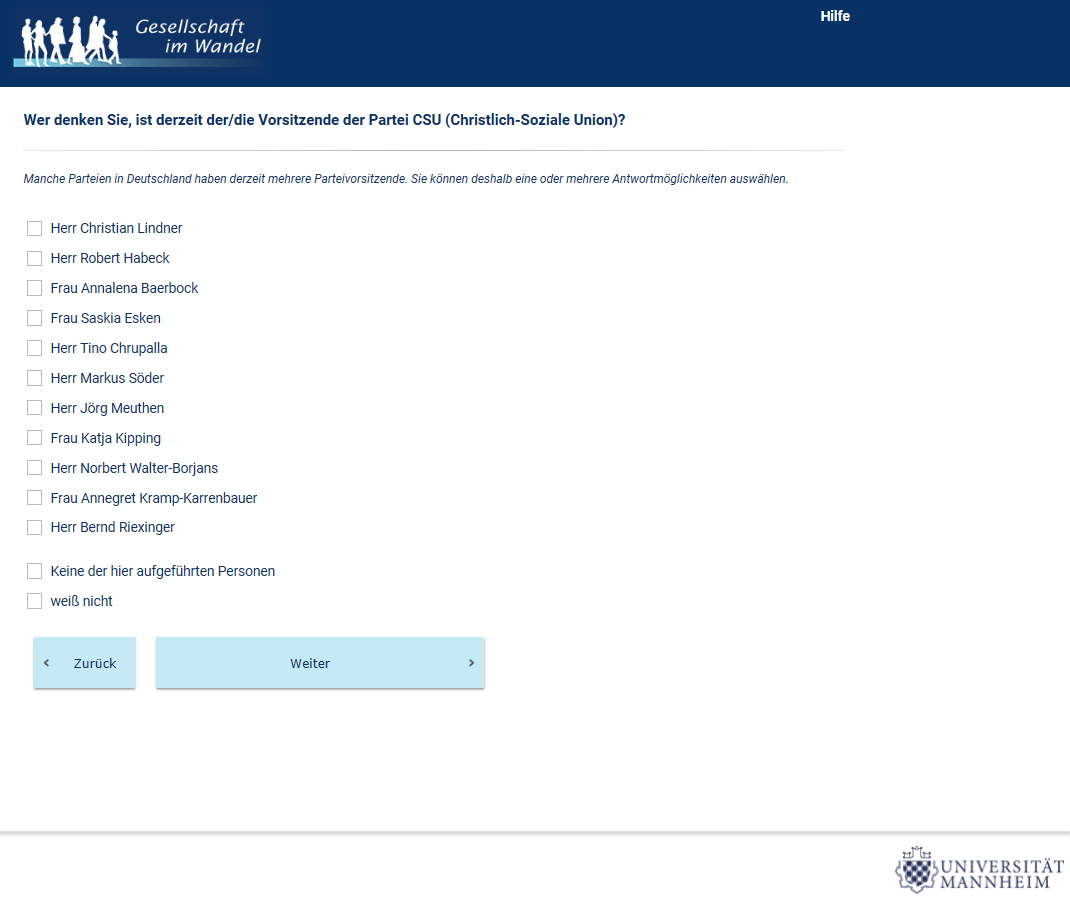 Gesellschaft
im Wandel
Hilfe
Wer denken Sie, ist derzeit der/die Vorsitzende der Partei CSU (Christlich-Soziale Union)?
Manche Parteien in Deutschland haben derzeit mehrere Parteivorsitzende. Sie können deshalb eine oder mehrere Antwortmöglichkeiten auswählen.
Herr Christian Lindner
Herr Robert Habeck
Frau Annalena Baerbock
Frau Saskia Esken
Herr Tino Chrupalla
Herr Markus Söder
Herr Jörg Meuthen
Frau Katja Kipping
Herr Norbert Walter-Borjans
Frau Annegret Kramp-Karrenbauer
Herr Bernd Riexinger
Keine der hier aufgeführten Personen
weiß nicht
Zurück
Weiter
UNIVERSITÄT
MANNHEIM